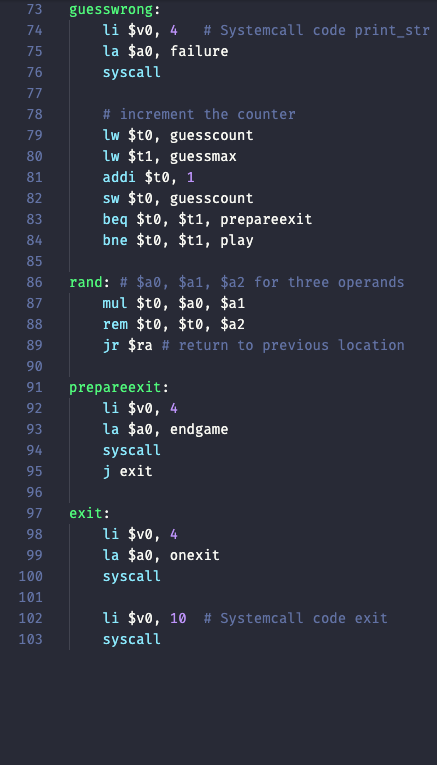 73 guesswrong:
74 li $v0, 4 # Systemcall code print_str
75 la $a0, failure
76 syscall
77
78 # increment the counter
79 lw $t0, guesscount
80 lw $t1, guessmax
81 addi $t0, 1
82 sw $t0, guesscount
83 beq $t0, $t1, prepareexit
84 bne $t0, $t1, play
85
86 rand: # $a0, $a1, $a2 for three operands
87 mul $t0, $a0, $a1
88 rem $t0, $t0, $a2
89 jr $ra # return to previous location
90
91 prepareexit:
92 li $v0, 4
93 la $a0, endgame
94 syscall
95 j exit
96
97 exit:
98 li $v0, 4
99 la $a0, onexit
100 syscall
101
102 li $v0, 10 # Systemcall code exit
103 syscall